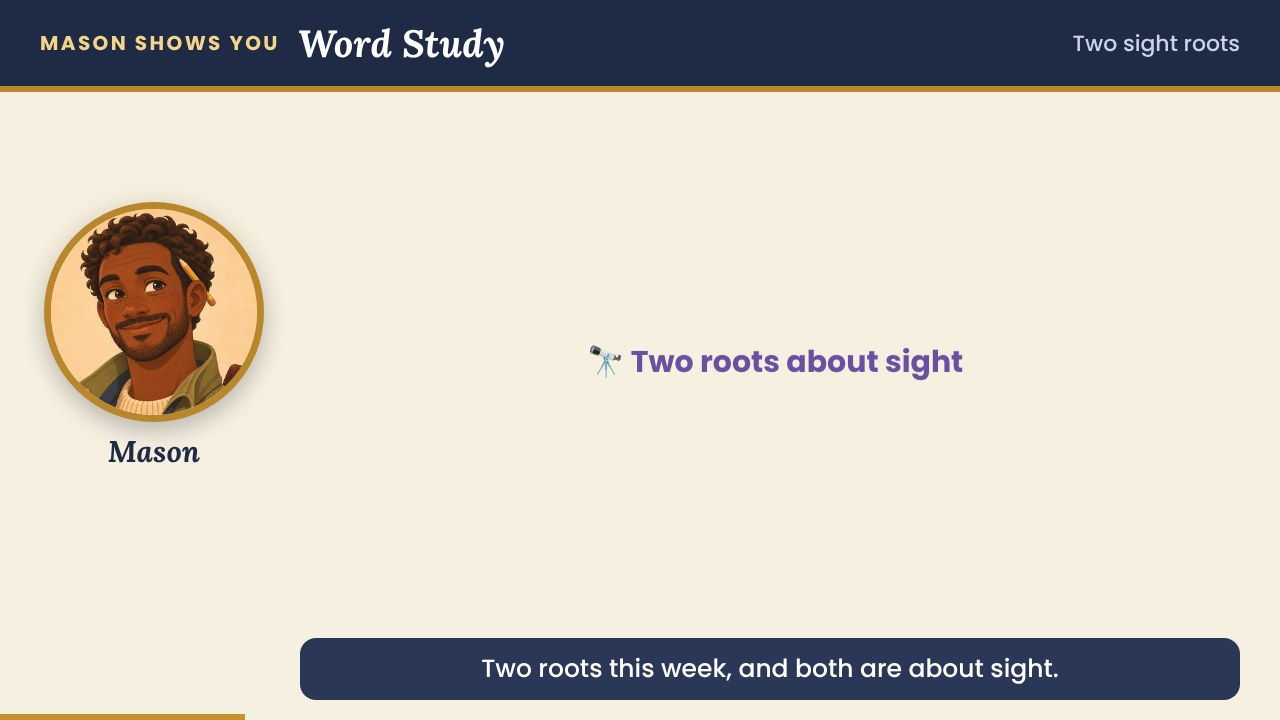 MASON SHOWS YOU Word Study
Two sight roots
Two roots about sight
Mason
Two roots this week, and both are about sight.